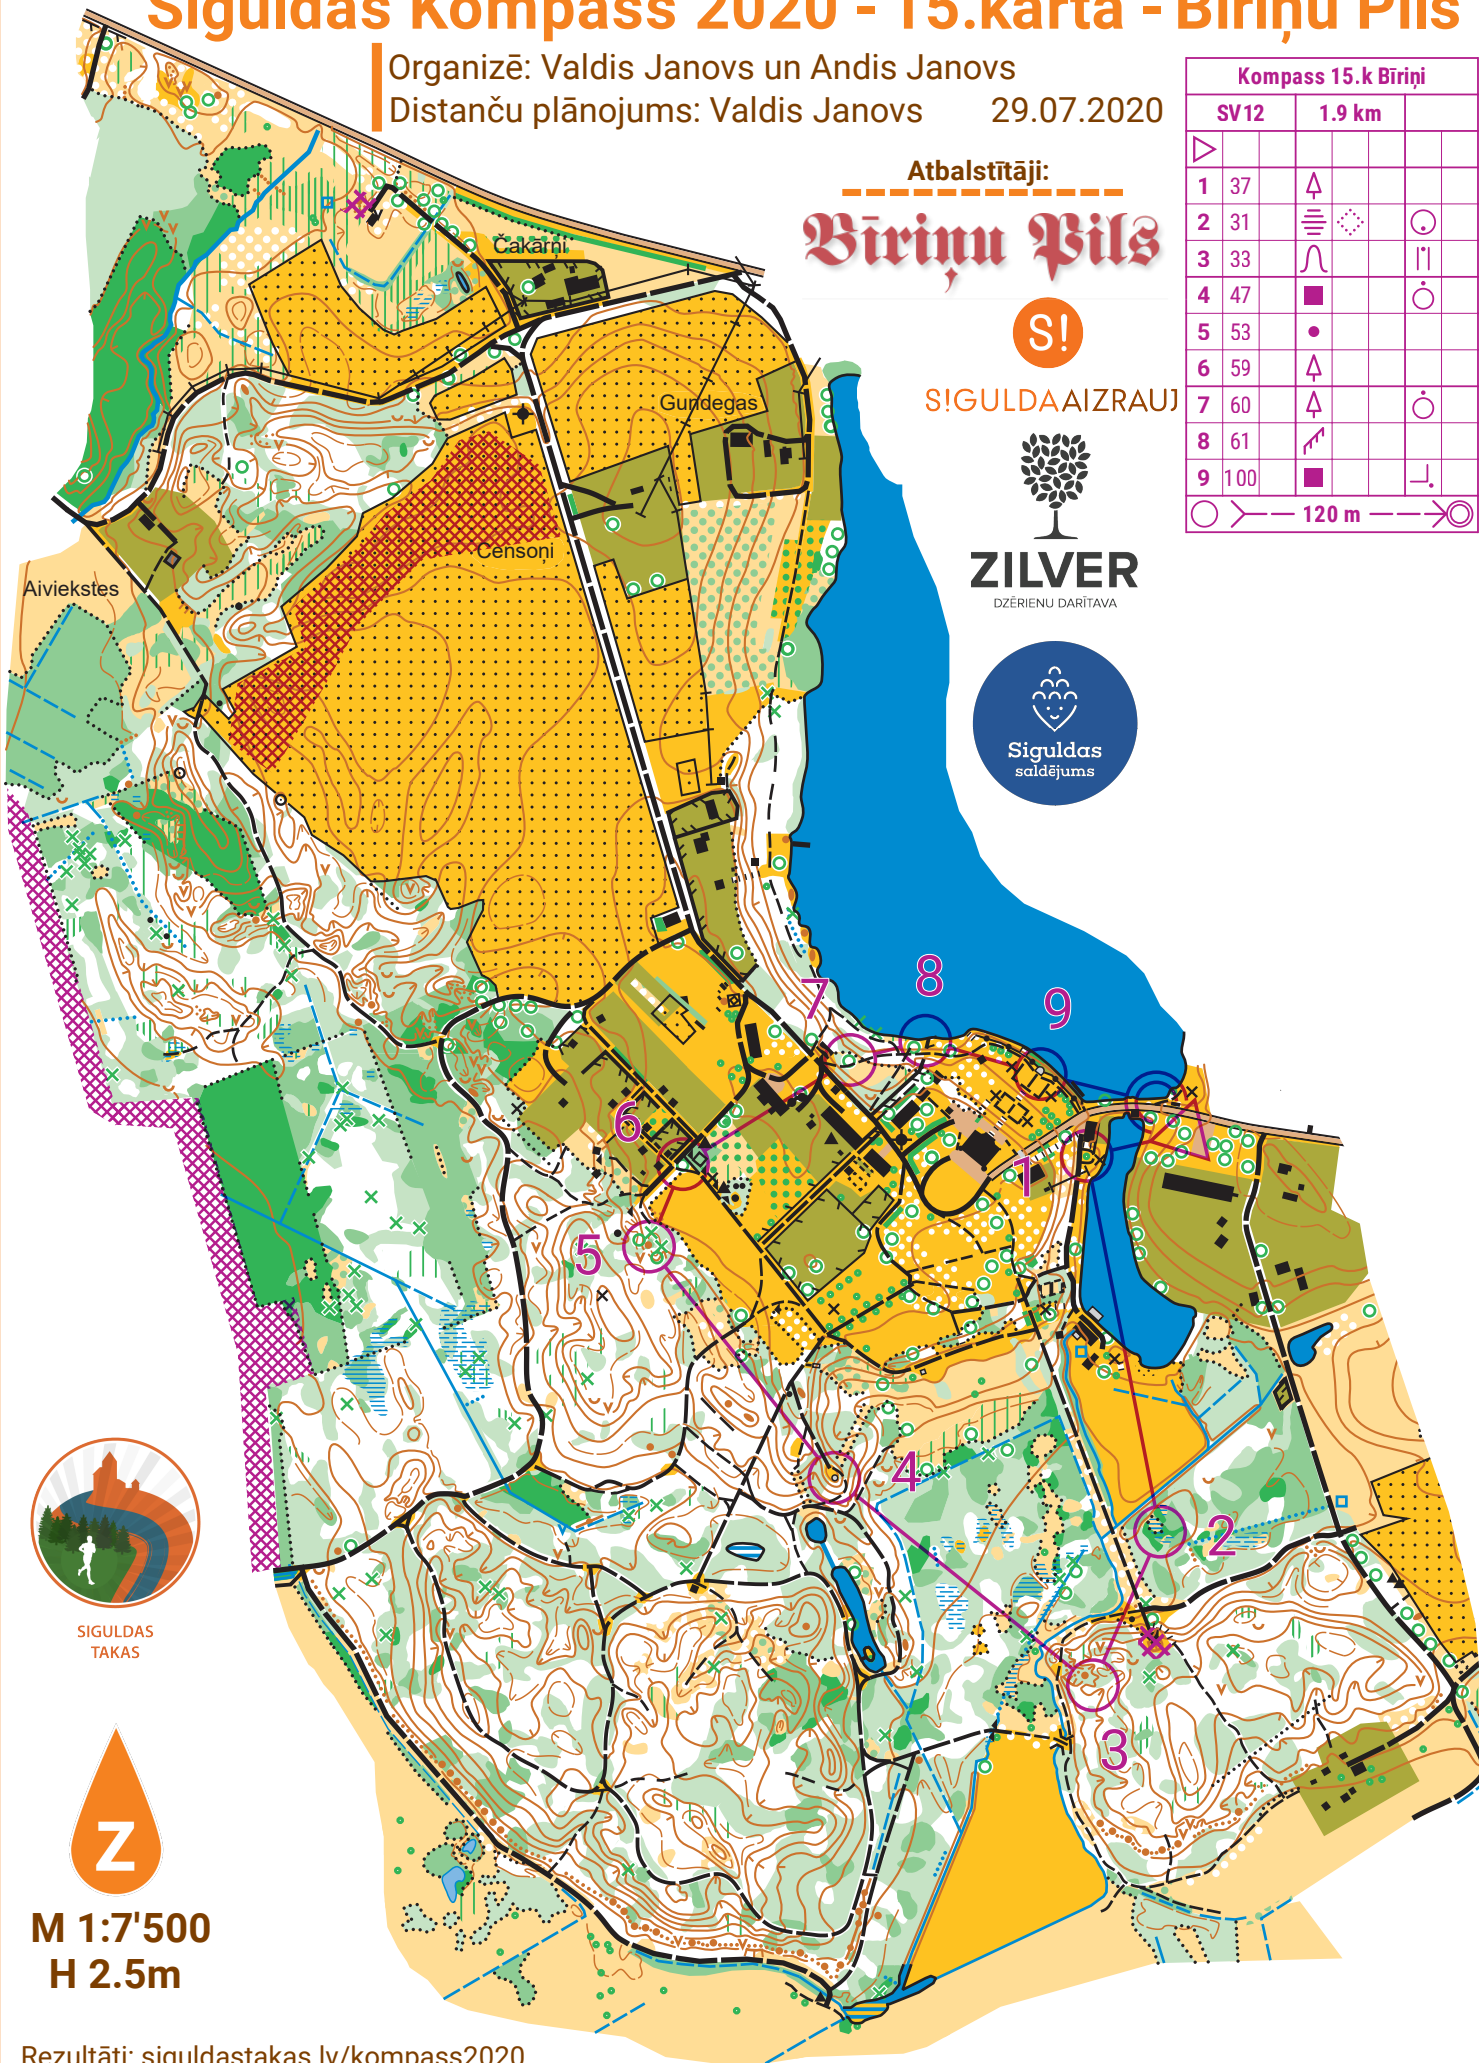 Siguldas Kompass 2020 - 15.kārta - Bīriņu Pils
Organizē: Valdis Janovs un Andis Janovs
Distanču plānojums: Valdis Janovs 29.07.2020
Atbalstītāji:
Bīriņu Pils
S!
S!GULDAAIZRAUJ
ZILVER
DZĒRIENU DARĪTAVA
Siguldas
saldējums
Kompass 15.k Bīriņi
SV12 1.9 km
1 37
2 31
3 33
4 47
5 53
6 59
7 60
8 61
9 100
120 m
Čakārņi
Gundegas
Censoņi
Aiviekstes
7
8
9
6
1
5
4
2
3
SIGULDAS
TAKAS
Z
M 1:7'500
H 2.5m
Rezultāti: siguldastakas.lv/kompass2020